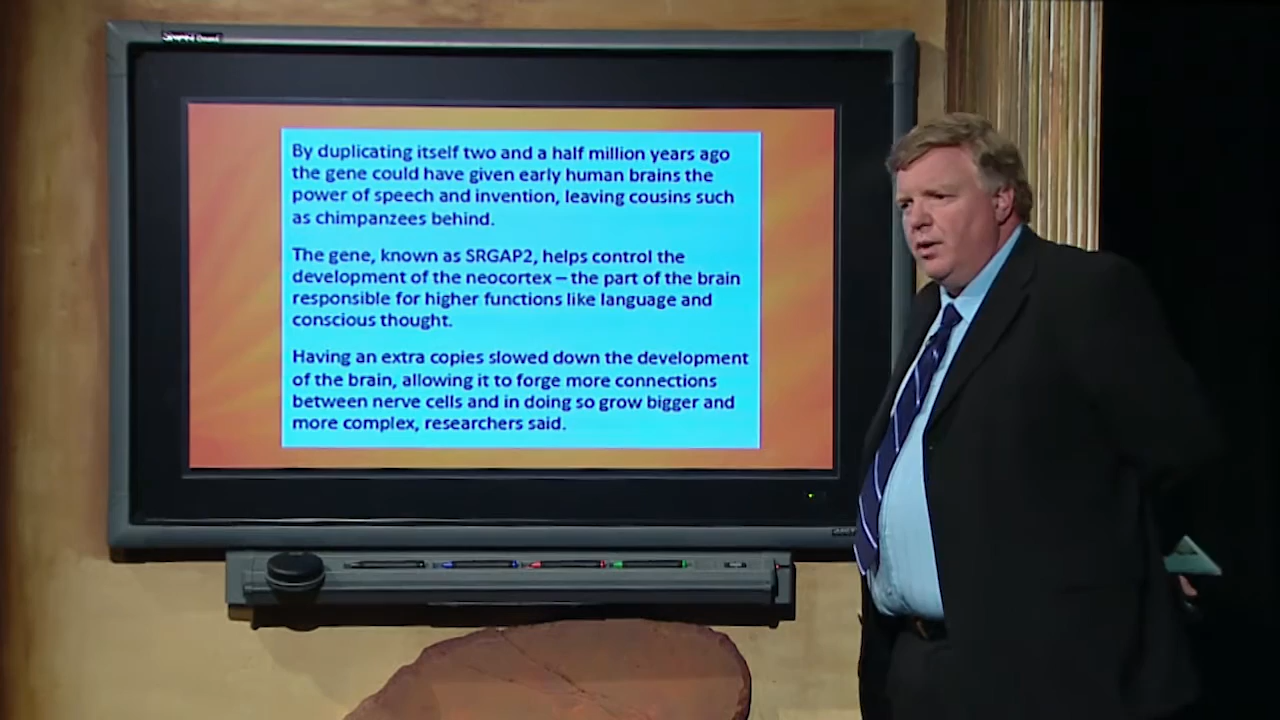 SMART Board
By duplicating itself two and a half million years ago
the gene could have given early human brains the
power of speech and invention, leaving cousins such
as chimpanzees behind.
The gene, known as SRGAP2, helps control the
development of the neocortex – the part of the brain
responsible for higher functions like language and
conscious thought.
Having an extra copies slowed down the development
of the brain, allowing it to forge more connections
between nerve cells and in doing so grow bigger and
more complex, researchers said.